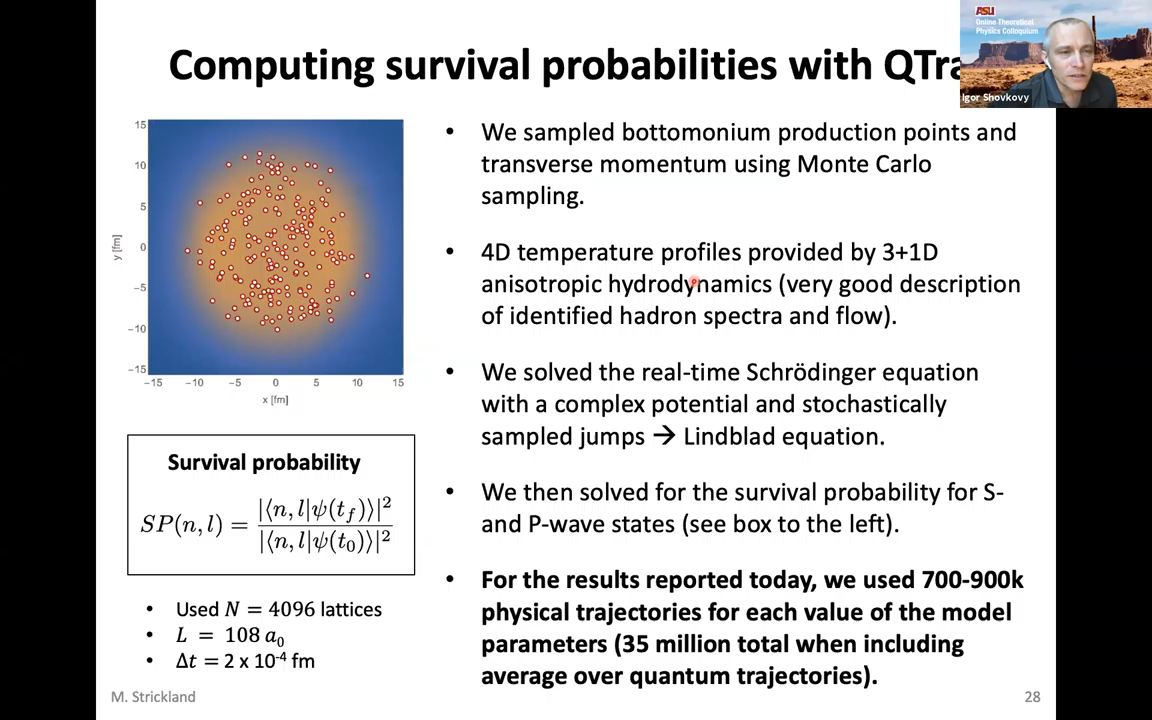 Computing survival probabilities with QTra
ASU
Online Theoretical
Physics Colloquium
Igor Shovkovy
15
10
5
0
−5
−10
−15
y [fm]
−15 −10 −5 0 5 10 15
x [fm]
Survival probability
SP(n, l) = |⟨n, l|ψ(t_f)⟩|² / |⟨n, l|ψ(t_0)⟩|²
• Used N = 4096 lattices
• L = 108 a₀
• Δt = 2 x 10⁻⁴ fm
• We sampled bottomonium production points and
transverse momentum using Monte Carlo
sampling.
• 4D temperature profiles provided by 3+1D
anisotropic hydrodynamics (very good description
of identified hadron spectra and flow).
• We solved the real-time Schrödinger equation
with a complex potential and stochastically
sampled jumps → Lindblad equation.
• We then solved for the survival probability for S-
and P-wave states (see box to the left).
• For the results reported today, we used 700-900k
physical trajectories for each value of the model
parameters (35 million total when including
average over quantum trajectories).
M. Strickland
28